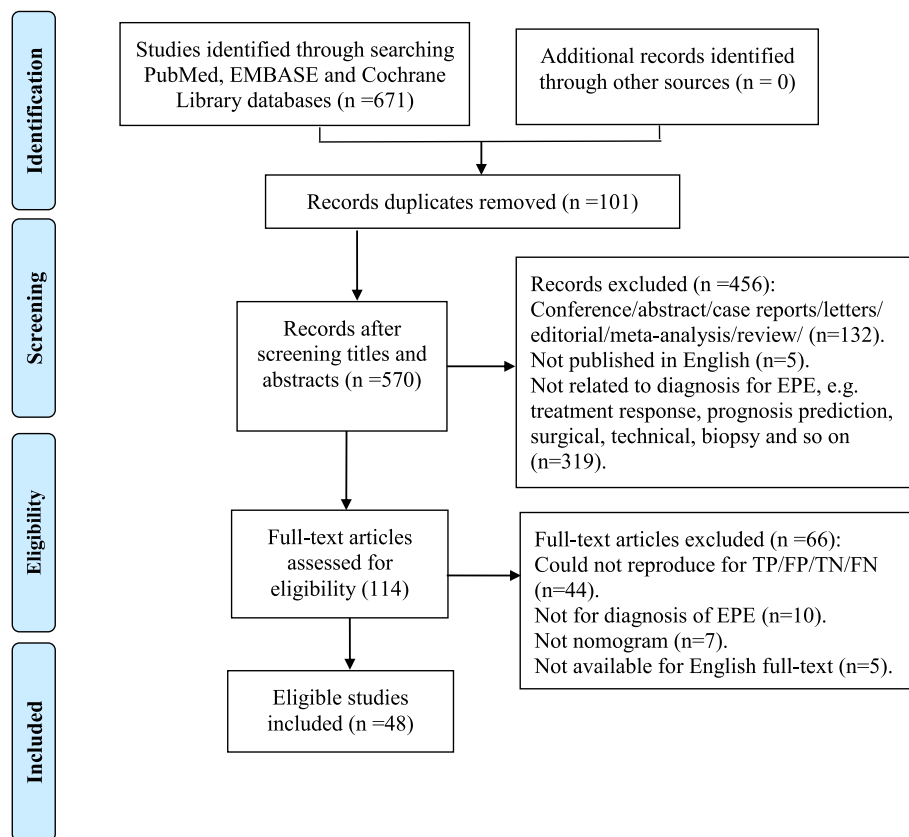 Identification
Studies identified through searching
PubMed, EMBASE and Cochrane
Library databases (n =671)
Additional records identified
through other sources (n = 0)
Records duplicates removed (n =101)
Screening
Records after
screening titles and
abstracts (n =570)
Records excluded (n =456):
Conference/abstract/case reports/letters/
editorial/meta-analysis/review/ (n=132).
Not published in English (n=5).
Not related to diagnosis for EPE, e.g.
treatment response, prognosis prediction,
surgical, technical, biopsy and so on
(n=319).
Eligibility
Full-text articles
assessed for
eligibility (114)
Full-text articles excluded (n =66):
Could not reproduce for TP/FP/TN/FN
(n=44).
Not for diagnosis of EPE (n=10).
Not nomogram (n=7).
Not available for English full-text (n=5).
Included
Eligible studies
included (n =48)